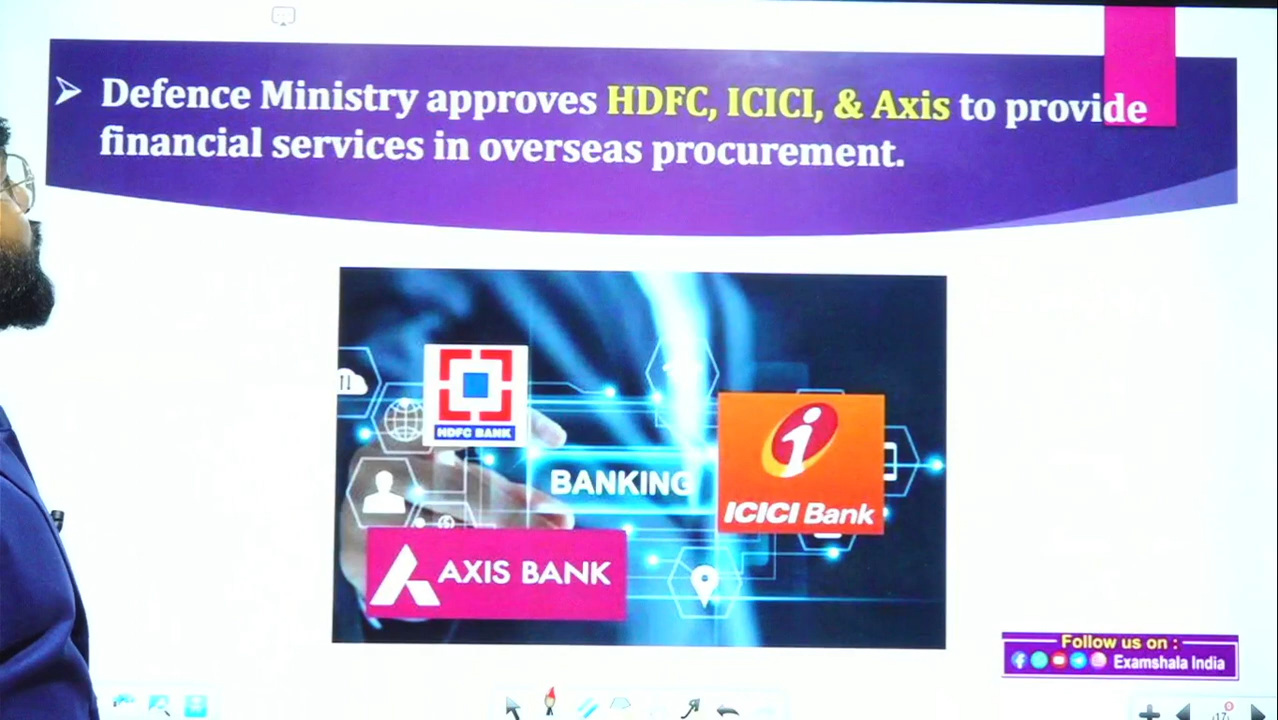 Defence Ministry approves HDFC, ICICI, & Axis to provide
financial services in overseas procurement.
HDFC BANK
BANKING
ICICI Bank
AXIS BANK
Follow us on :
Examshala India
17